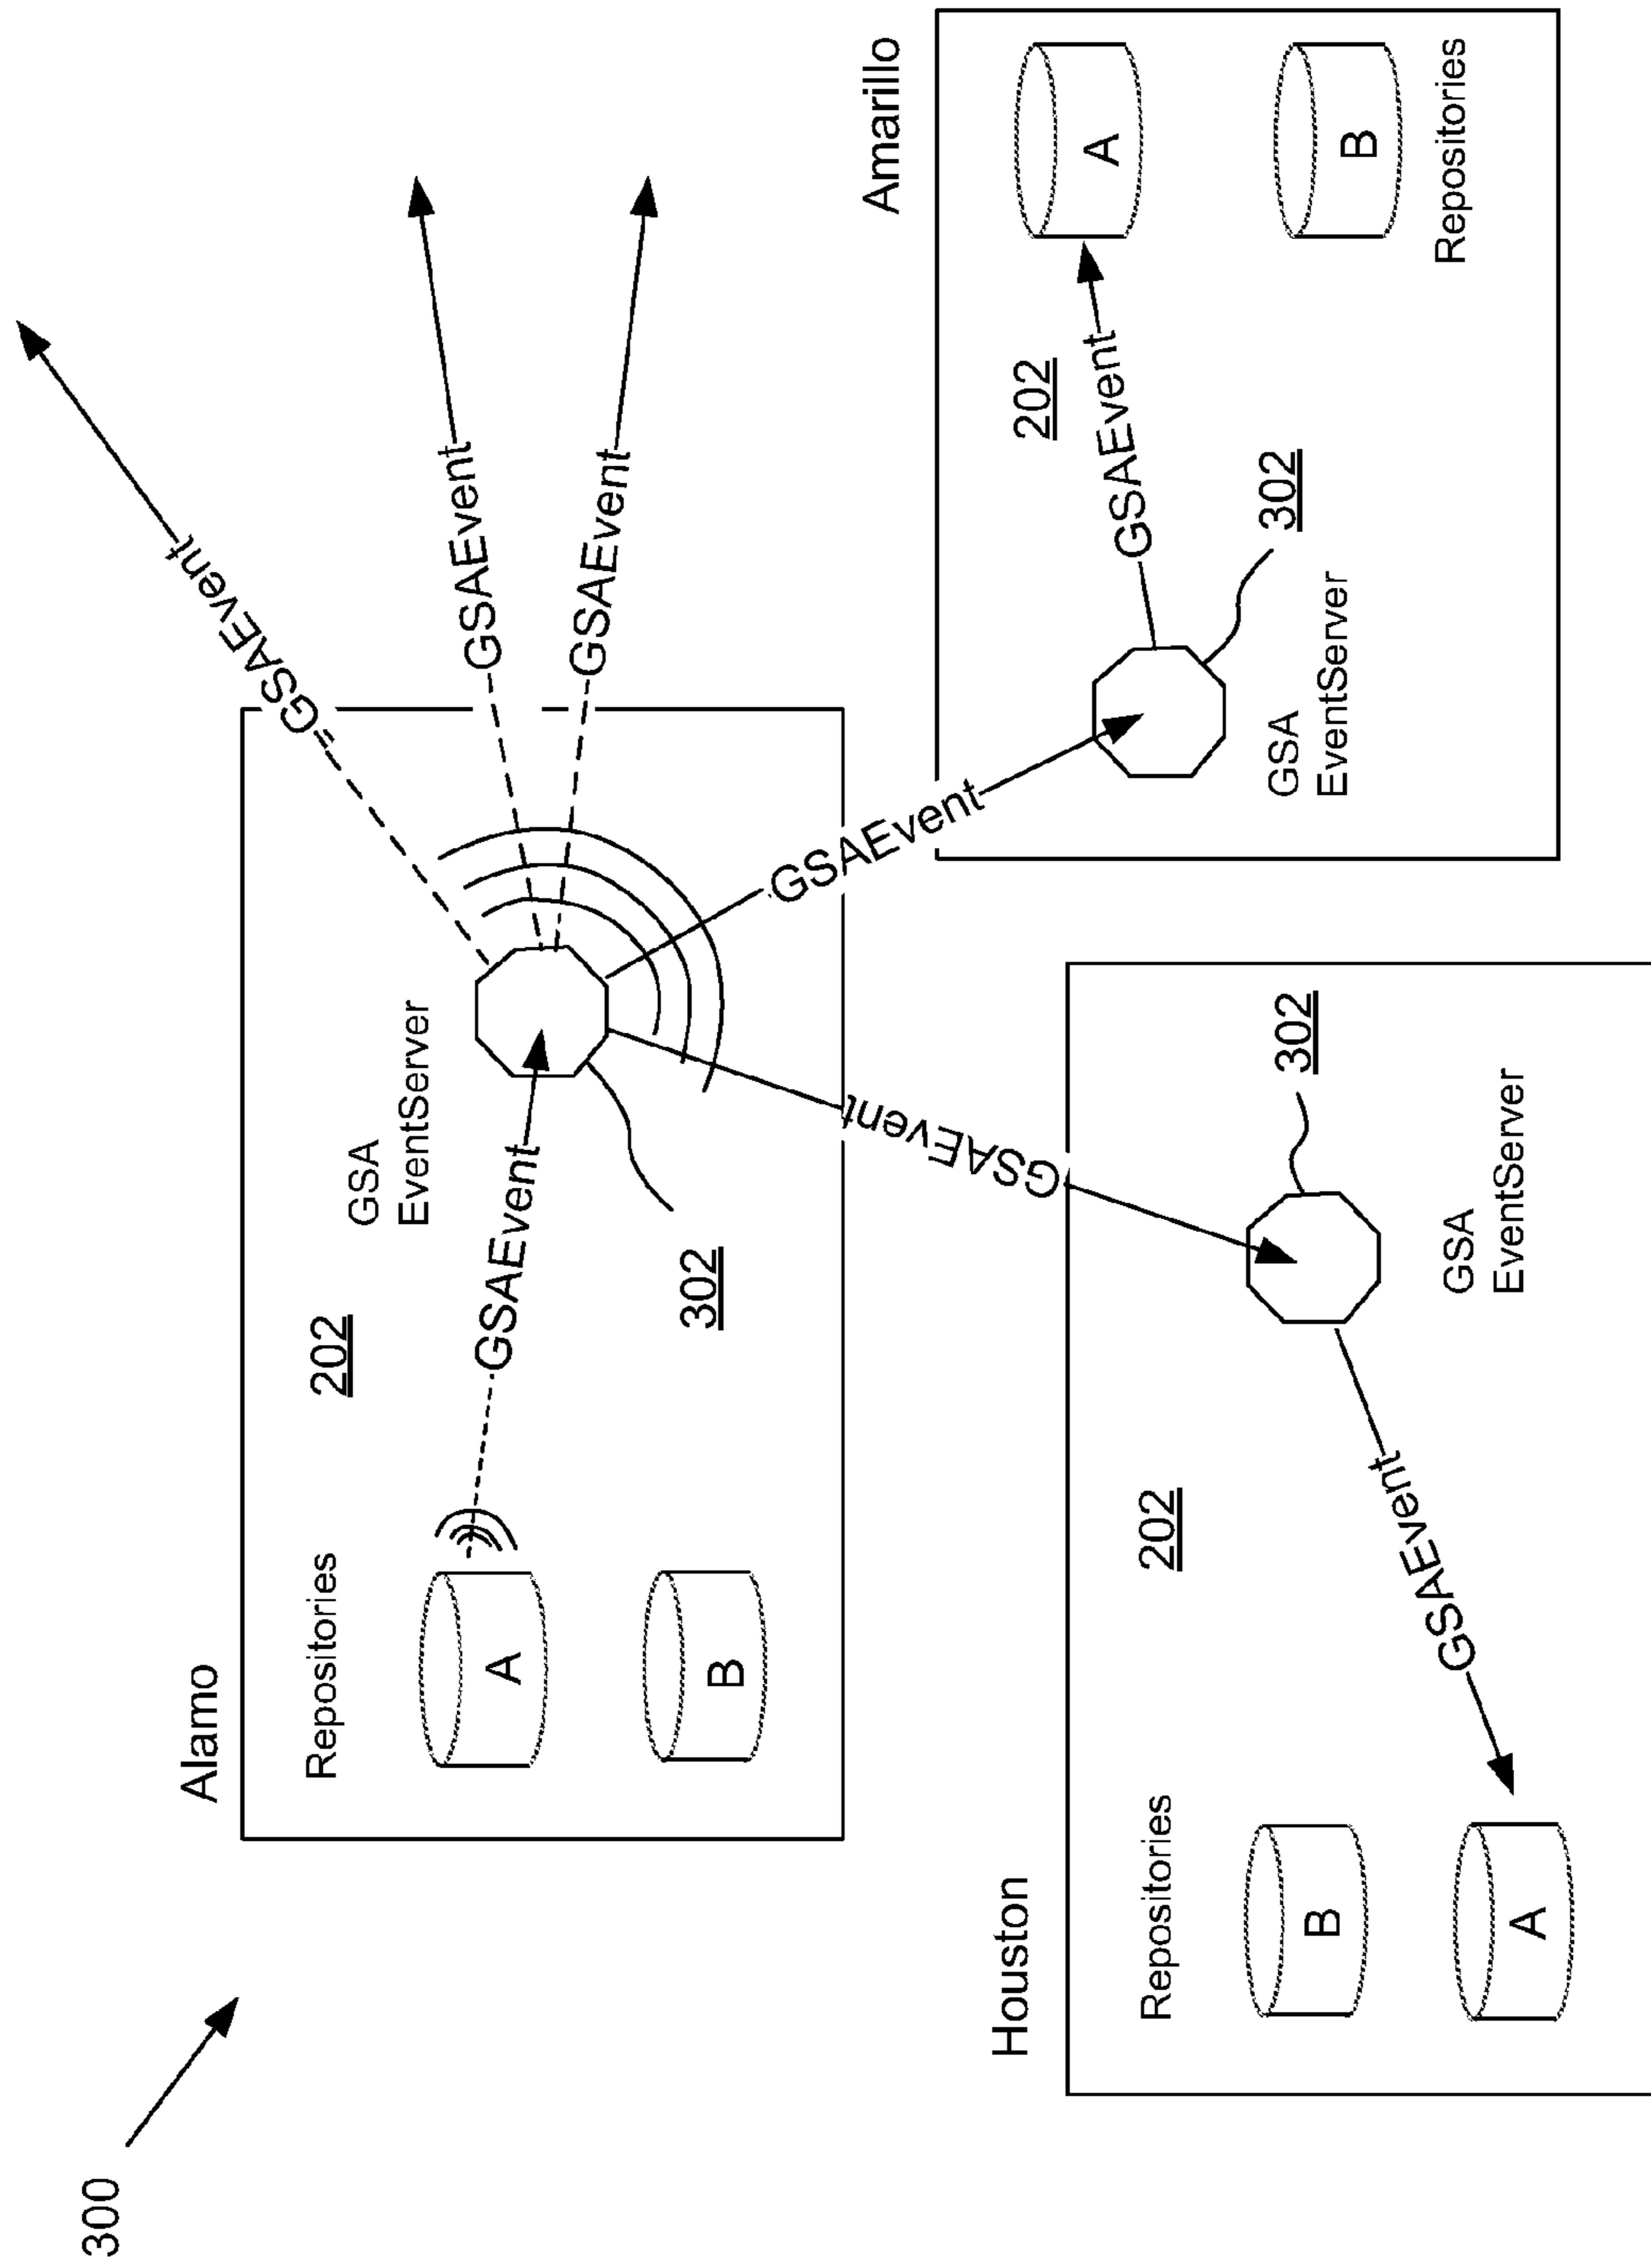 300
Alamo
Repositories
A
B
202
GSAEvent
GSA
EventServer
302
GSAEvent
GSAEvent
GSAEvent
GSAEvent
GSAEvent
Houston
Repositories
B
A
202
GSAEvent
302
GSA
EventServer
Amarillo
GSA
EventServer
302
202
GSAEvent
A
B
Repositories